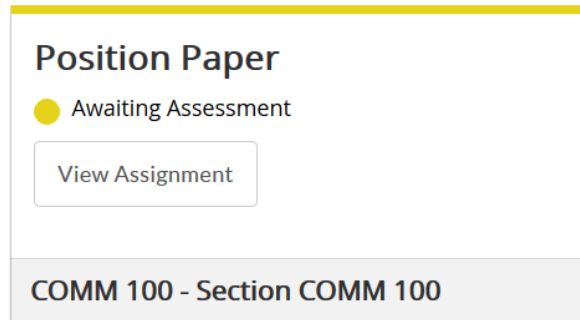 Position Paper
Awaiting Assessment
View Assignment
COMM 100 - Section COMM 100